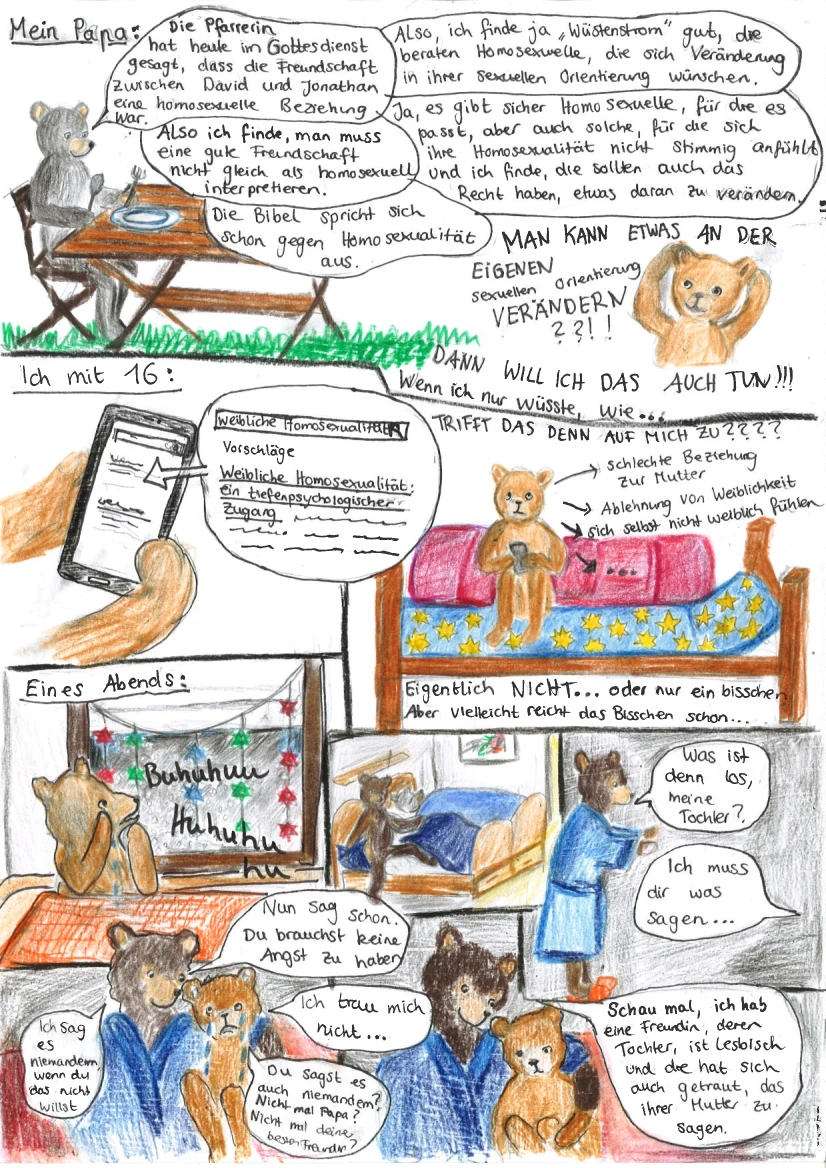 Mein Papa:
Die Pfarrerin
hat heute im Gottesdienst
gesagt, dass die Freundschaft
zwischen David und Jonathan
eine homosexuelle Beziehung
war.
Also ich finde, man muss
eine gute Freundschaft
nicht gleich als homosexuell
interpretieren.
Die Bibel spricht sich
schon gegen Homosexualität
aus.
Also, ich finde ja „Wüstenstrom" gut, die
beraten Homosexuelle, die sich Veränderung
in ihrer sexuellen Orientierung wünschen.
Ja, es gibt sicher Homosexuelle, für die es
passt, aber auch solche, für die sich
ihre Homosexualität nicht stimmig anfühlt
und ich finde, die sollten auch das
Recht haben, etwas daran zu verändern.
MAN KANN ETWAS AN DER
EIGENEN
sexuellen Orientierung
VERÄNDERN
??!!
DANN WILL ICH DAS AUCH TUN!!!
Wenn ich nur wüsste, wie...
Ich mit 16:
Weibliche Homosexualität
Vorschläge
Weibliche Homosexualität:
ein tiefenpsychologischer
Zugang
TRIFFT DAS DENN AUF MICH ZU????
schlechte Beziehung
zur Mutter
Ablehnung von Weiblichkeit
sich selbst nicht weiblich fühlen
...
Eigentlich NICHT... oder nur ein bisschen.
Aber vielleicht reicht das Bisschen schon...
Eines Abends:
Buhuhuu
Huhuhu
hu
Was ist
denn los,
meine
Tochter?
Ich muss
dir was
sagen...
Nun sag schon.
Du brauchst keine
Angst zu haben
Ich trau mich
nicht...
Ich sag
es
niemandem,
wenn du
das nicht
willst
Du sagst es
auch niemandem?
Nicht mal Papa?
Nicht mal deiner
besten Freundin?
Schau mal, ich hab
eine Freundin, deren
Tochter, ist lesbisch
und die hat sich
auch getraut, das
ihrer Mutter zu
sagen.